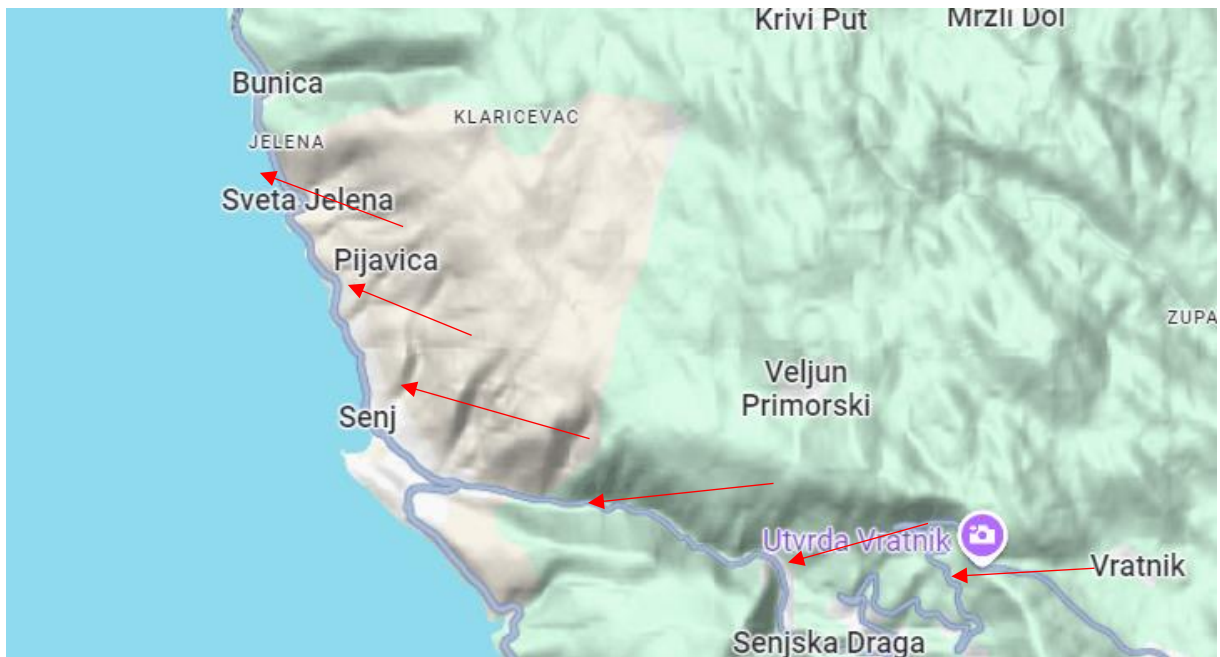 Krivi Put
Mrzli Dol
Bunica
KLARICEVAC
JELENA
Sveta Jelena
Pijavica
ZUPA
Veljun
Primorski
Senj
Utvrda Vratnik
Vratnik
Senjska Draga